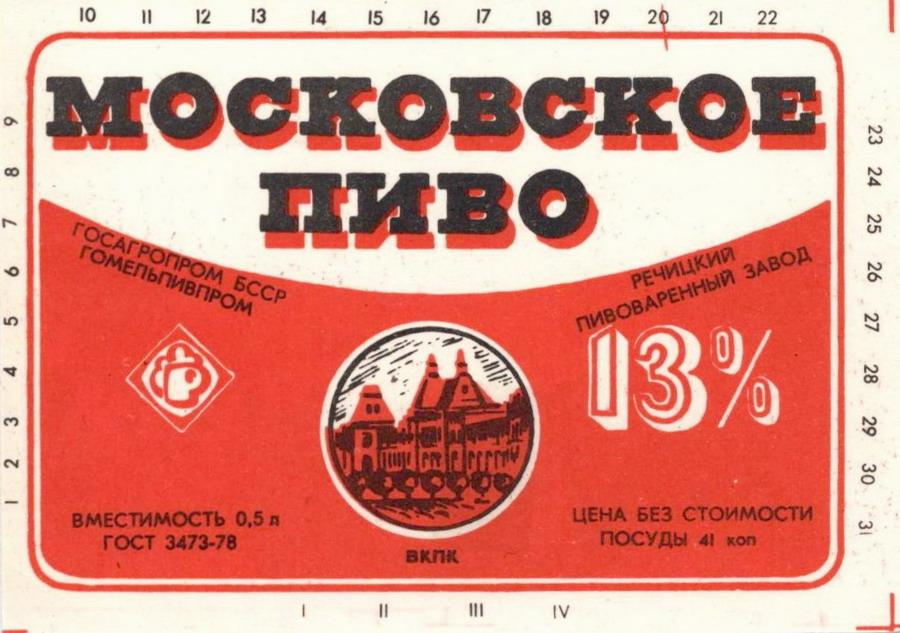 10 11 12 13 14 15 16 17 18 19 20 21 22
МОСКОВСКОЕ
ПИВО
ГОСАГРОПРОМ БССР
ГОМЕЛЬПИВПРОМ
РЕЧИЦКИЙ
ПИВОВАРЕННЫЙ ЗАВОД
13%
ВМЕСТИМОСТЬ 0,5 л
ГОСТ 3473-78
ВКПК
ЦЕНА БЕЗ СТОИМОСТИ
ПОСУДЫ 41 коп
1 2 3 4 5 6 7 8 9
23 24 25 26 27 28 29 30 31
I II III IV